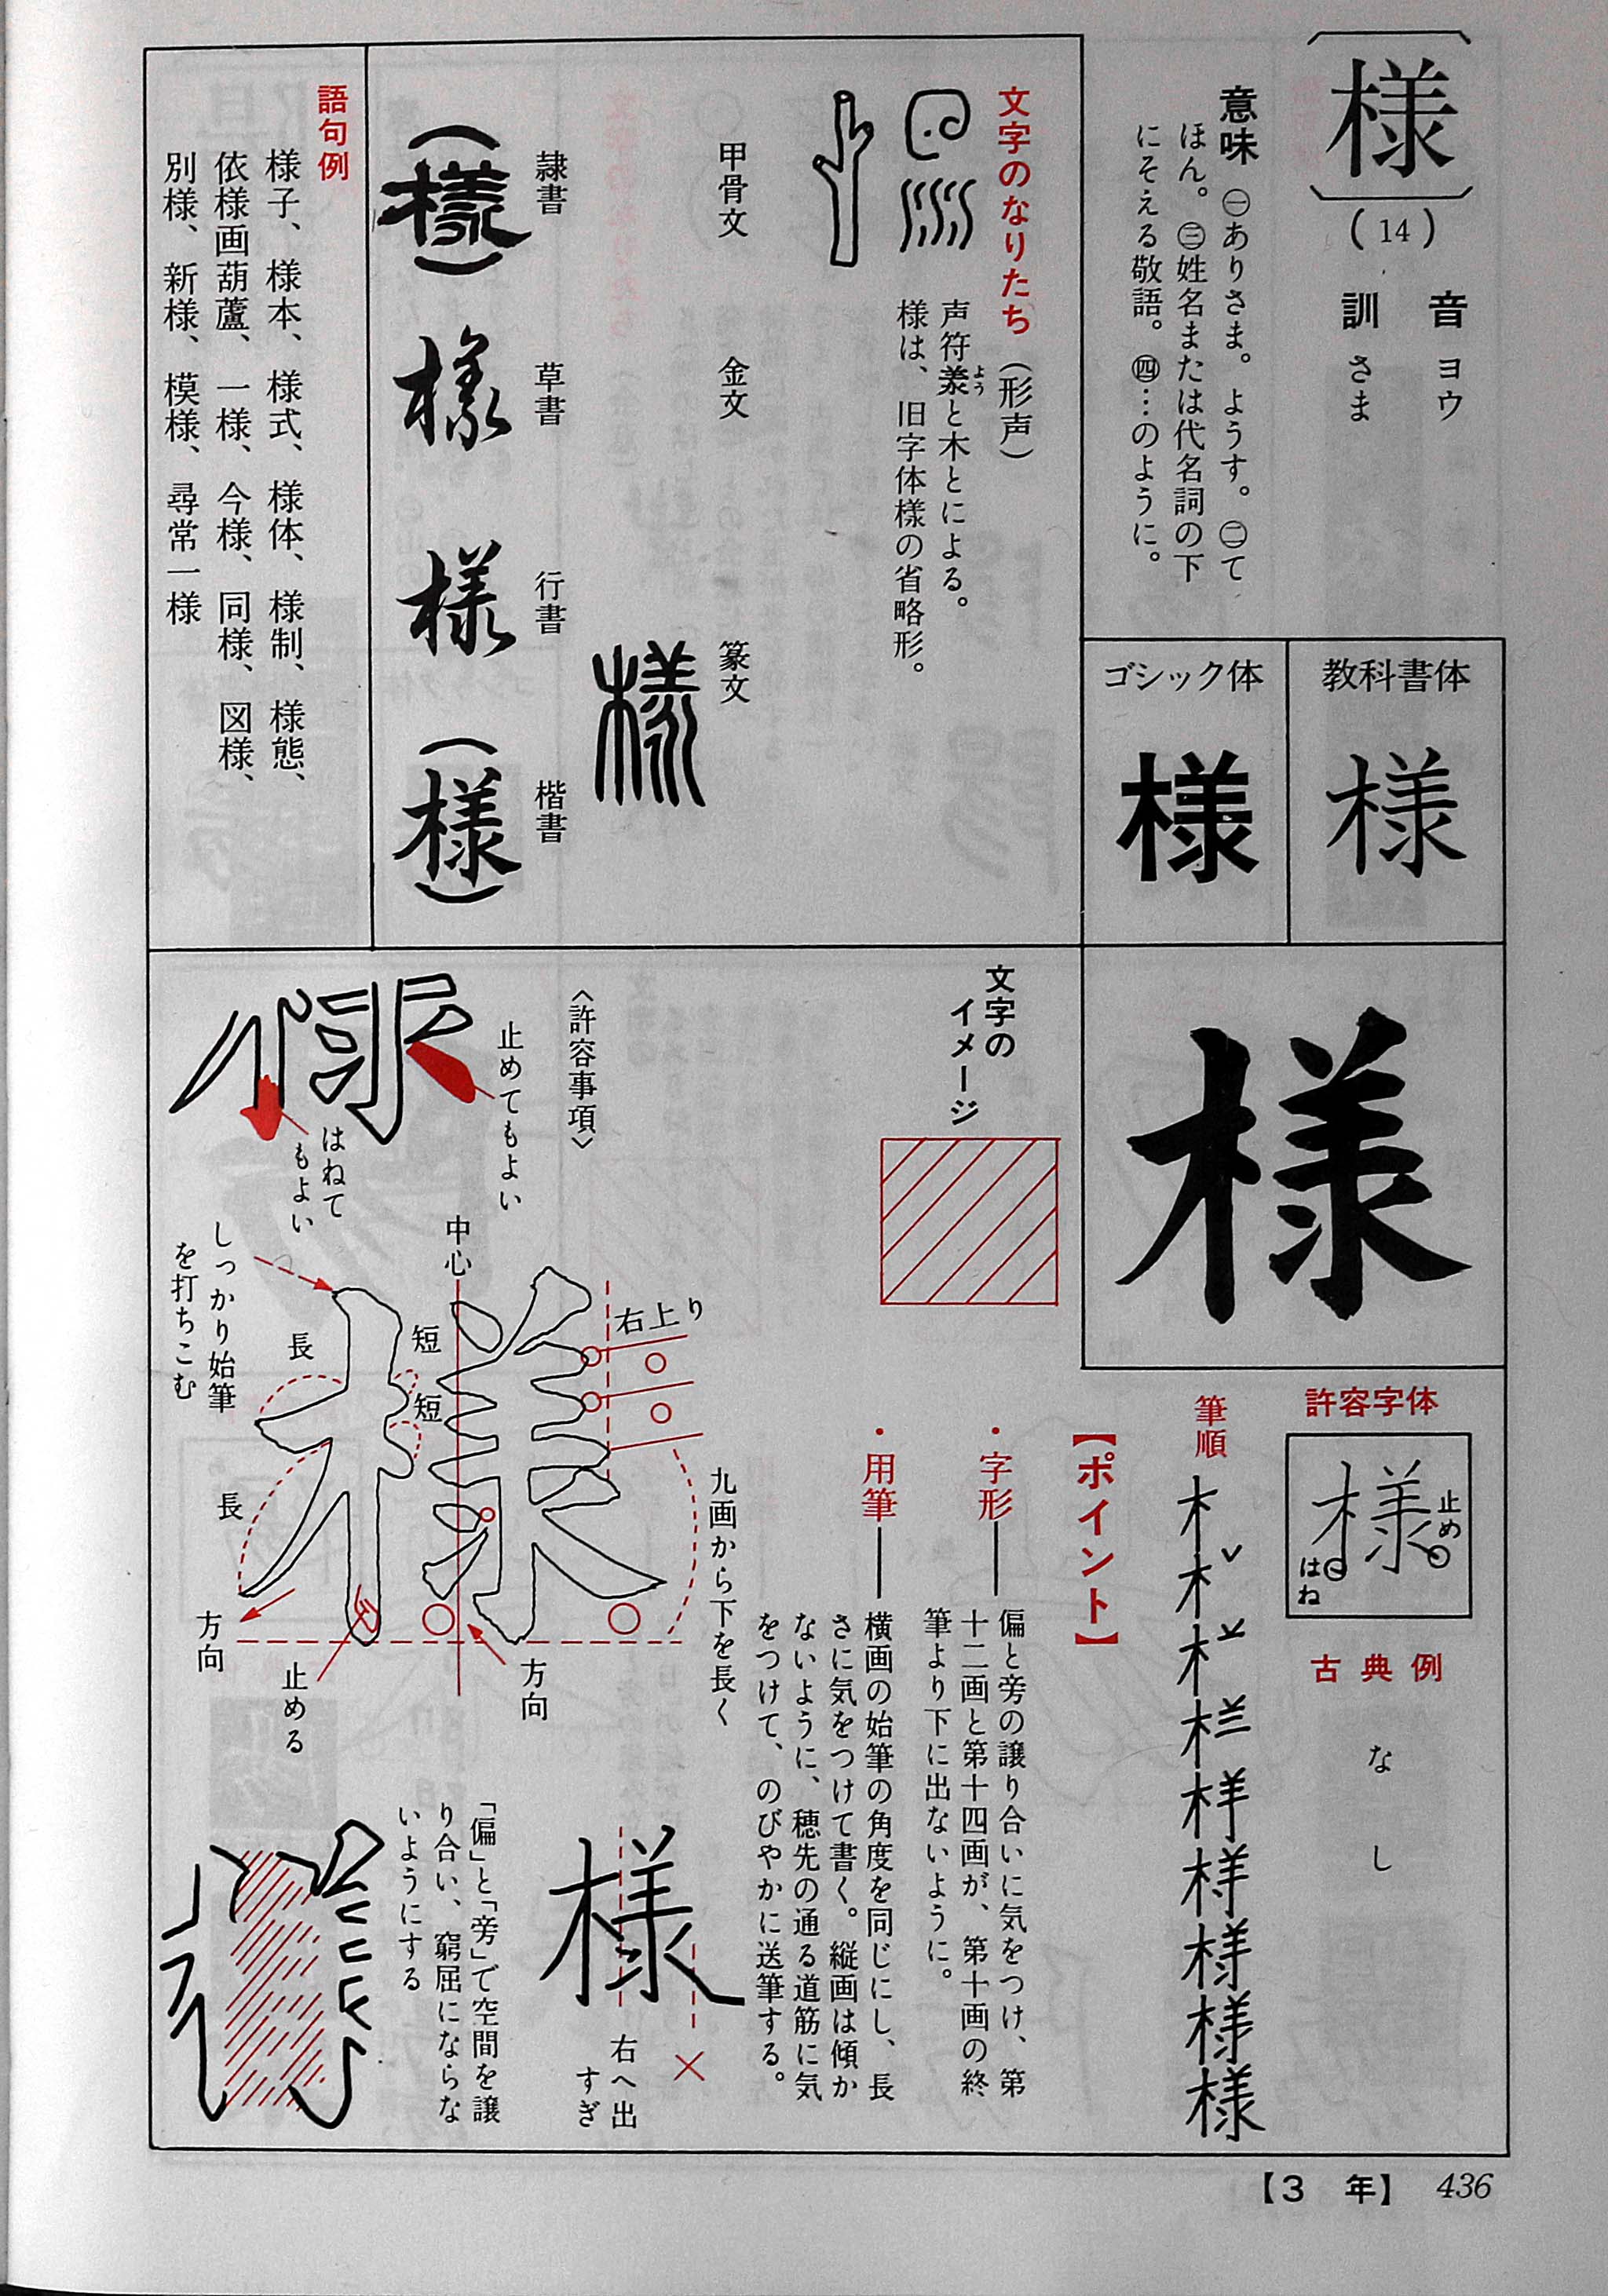 様
(14)
音 ヨウ
訓 さま
意味 ㊀ありさま。ようす。㊁て
ほん。㊂姓名または代名詞の下
にそえる敬語。㊃…のように。
教科書体
様
ゴシック体
様
文字のなりたち(形声)
声符羕と木とによる。
よう
様は、旧字体樣の省略形。
甲骨文
金文
篆文
樣
隷書
(樣)
草書
様
行書
様
楷書
(様)
語句例
様子、様本、様式、様体、様制、様態、
依様画葫蘆、一様、今様、同様、図様、
別様、新様、模様、尋常一様
様
許容字体
様
止め
はね
古典例
なし
筆順
様
【ポイント】
・字形──偏と旁の譲り合いに気をつけ、第
十二画と第十四画が、第十画の終
筆より下に出ないように。
・用筆──横画の始筆の角度を同じにし、長
さに気をつけて書く。縦画は傾か
ないように、穂先の通る道筋に気
をつけて、のびやかに送筆する。
文字の
イメージ
〈許容事項〉
止めてもよい
はねて
もよい
しっかり始筆
を打ちこむ
中心
右上り
長
短
短
長
九画から下を長く
方向
止める
方向
様
右へ出
すぎ
「偏」と「旁」で空間を譲
り合い、窮屈にならな
いようにする
【3年】 436